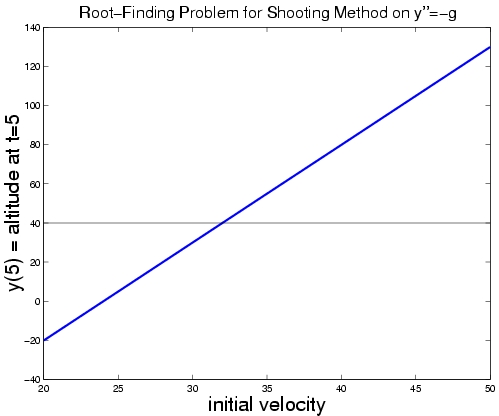 Root−Finding Problem for Shooting Method on y''=−g
140
120
100
80
60
40
20
0
−20
−40
y(5) = altitude at t=5
20 25 30 35 40 45 50
initial velocity